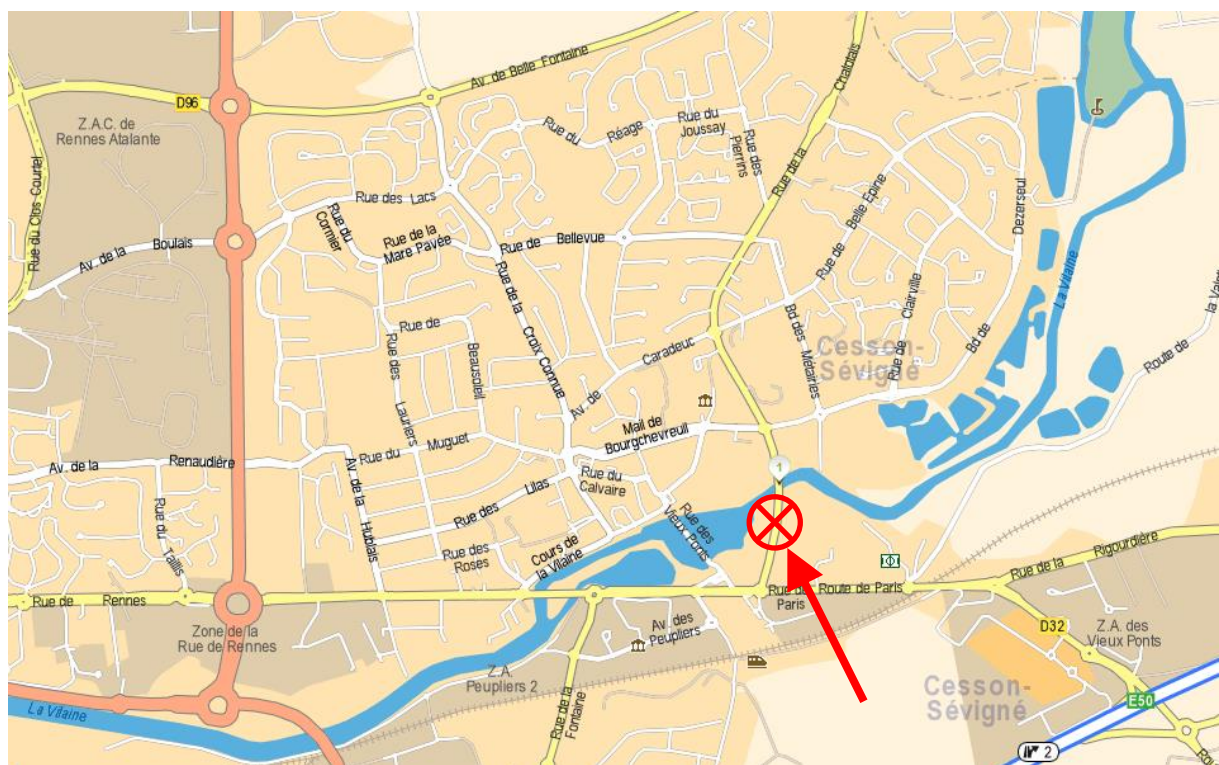 Av. de Belle Fontaine
Chalotais
D96
Z.A.C. de
Rennes Atalante
Rue du Clos Courtel
Rue du
Réage
Rue du
Joussay
Rue des
Pierrins
Rue de la
Rue des Lacs
Rue du
Cormier
Rue de la
Mare Pavée
Rue de
Bellevue
Av. de la
Boulais
Rue de Belle Epine
Dezerseul
La Vilaine
Rue de la Croix Connue
Rue de
Beausoleil
Rue des
Lauriers
Av. de
Caradeuc
Bd des Métairies
Rue de Clairville
Bd de
Cesson-
Sévigné
Route de
Mail de
Bourgchevreuil
Rue du
Muguet
Av. de la
Renaudière
Rue du
Calvaire
1
Rue du
Taillis
Av. de la
Hublais
Rue des
Lilas
Rue des
Vieux Ponts
Rue des
Roses
Cours de
la Vilaine
Rue de
Rennes
Rue de
Paris
Route de Paris
Rue de la
Rigourdière
Zone de la
Rue de Rennes
Av. des
Peupliers
D32
Z.A. des
Vieux Ponts
Z.A.
Peupliers 2
Rue de la
Fontaine
Cesson-
Sévigné
E50
La Vilaine
2